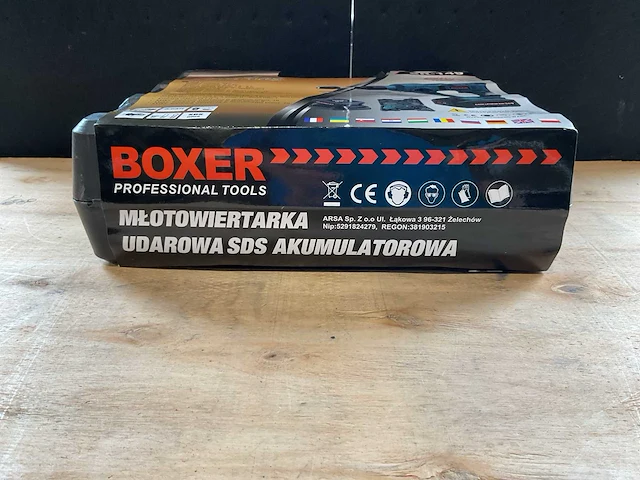 BOXER
PROFESSIONAL TOOLS
CE
MŁOTOWIERTARKA
ARSA Sp. Z o.o Ul. Łąkowa 3 96-321 Żelechów
Nip:5291824279, REGON:381903215
UDAROWA SDS AKUMULATOROWA